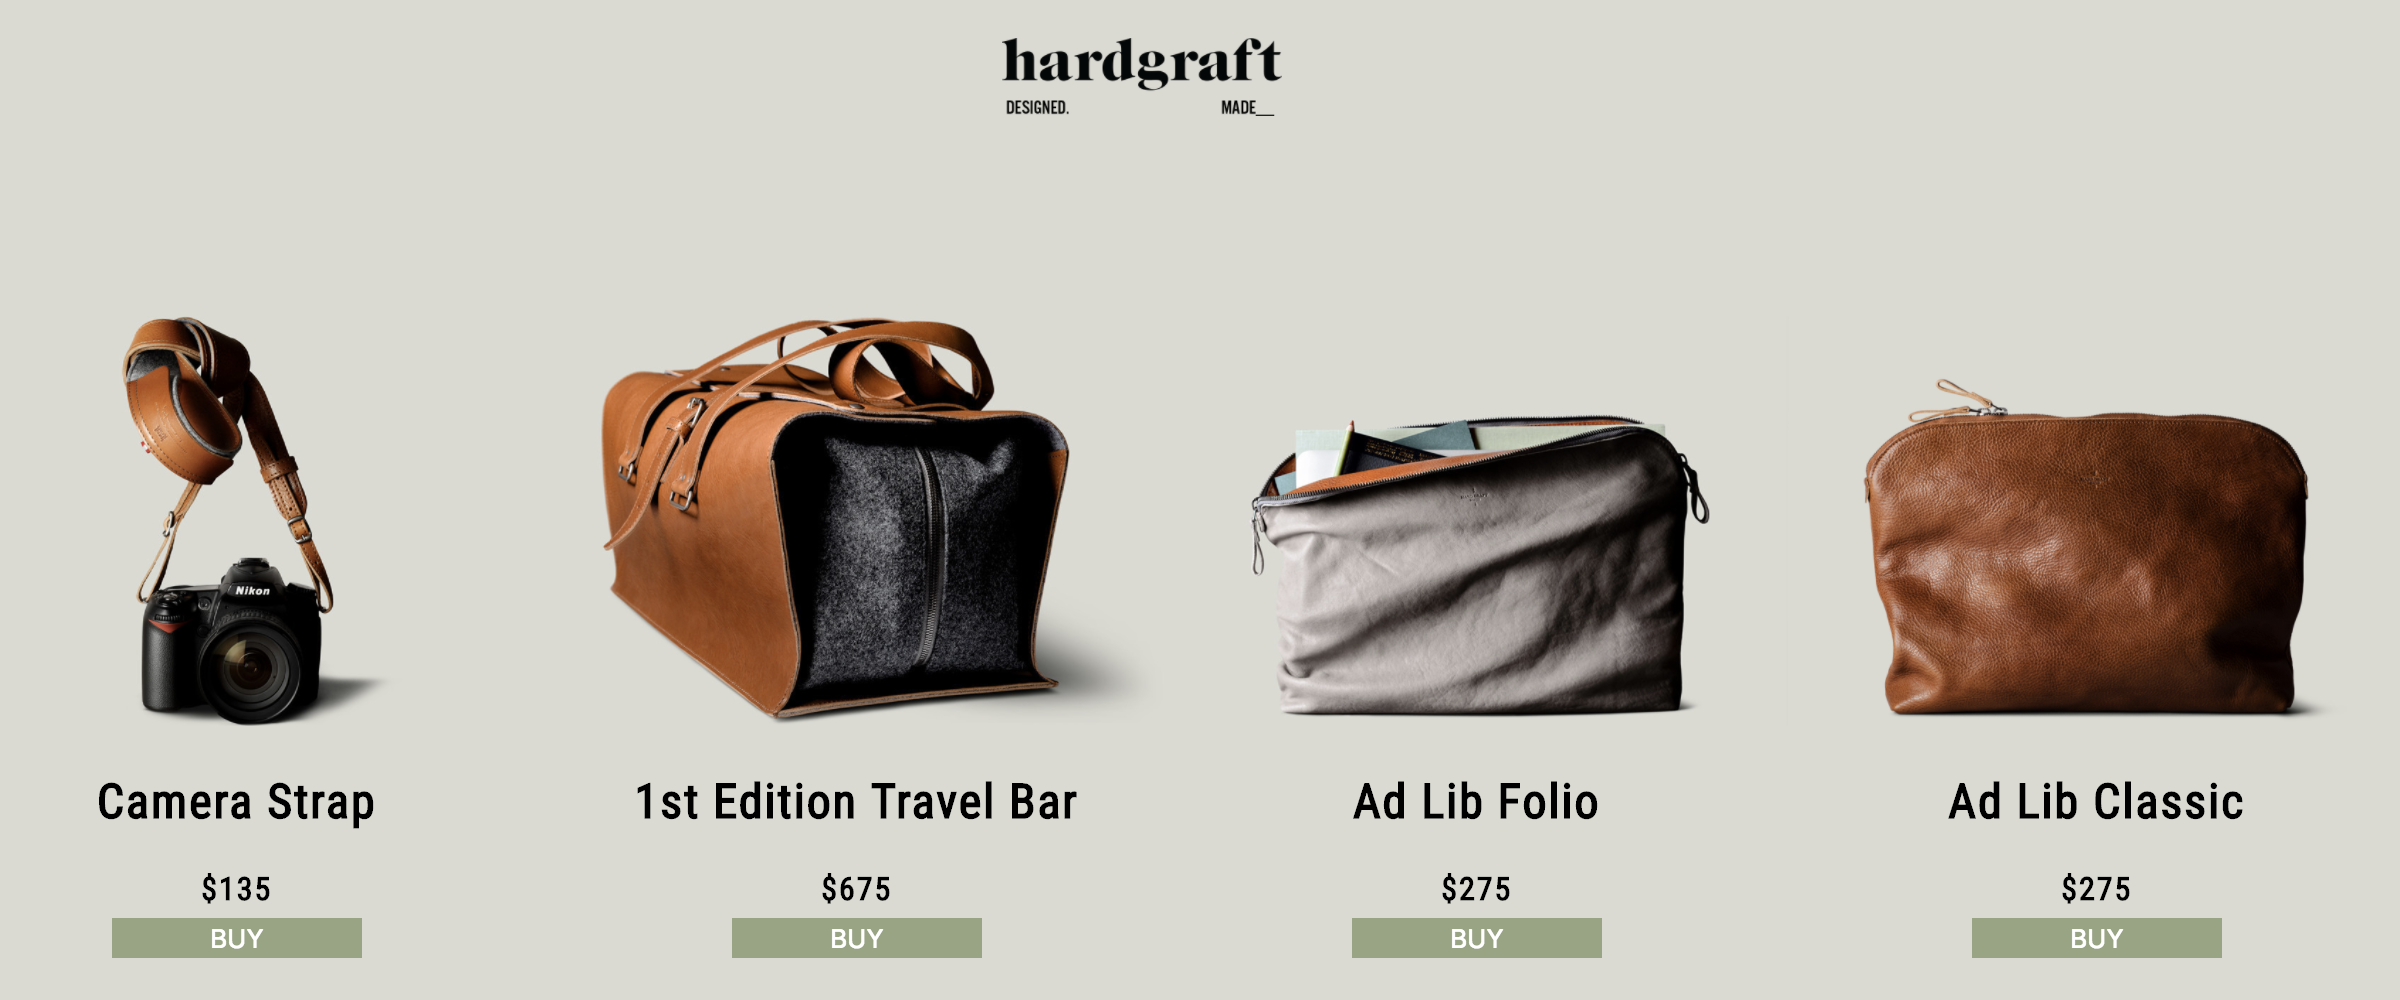 hardgraft
DESIGNED. MADE__
Nikon
Camera Strap
1st Edition Travel Bar
Ad Lib Folio
Ad Lib Classic
$135
$675
$275
$275
BUY
BUY
BUY
BUY